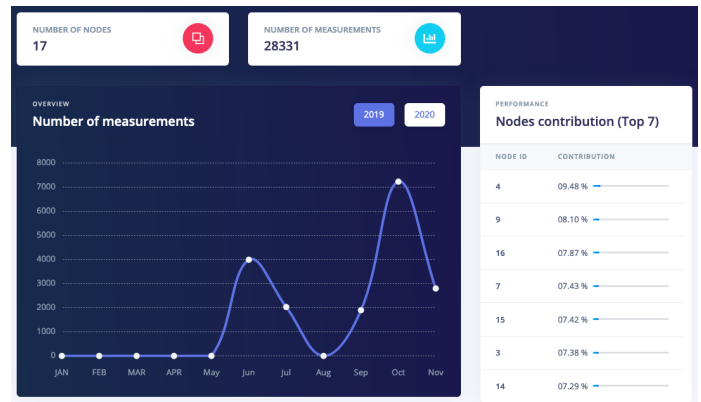 NUMBER OF NODES
17
NUMBER OF MEASUREMENTS
28331
OVERVIEW
Number of measurements
2019
2020
8000
7000
6000
5000
4000
3000
2000
1000
0
JAN FEB MAR APR May Jun Jul Aug Sep Oct Nov
PERFORMANCE
Nodes contribution (Top 7)
NODE ID CONTRIBUTION
4 09.48 %
9 08.10 %
16 07.87 %
7 07.43 %
15 07.42 %
3 07.38 %
14 07.29 %